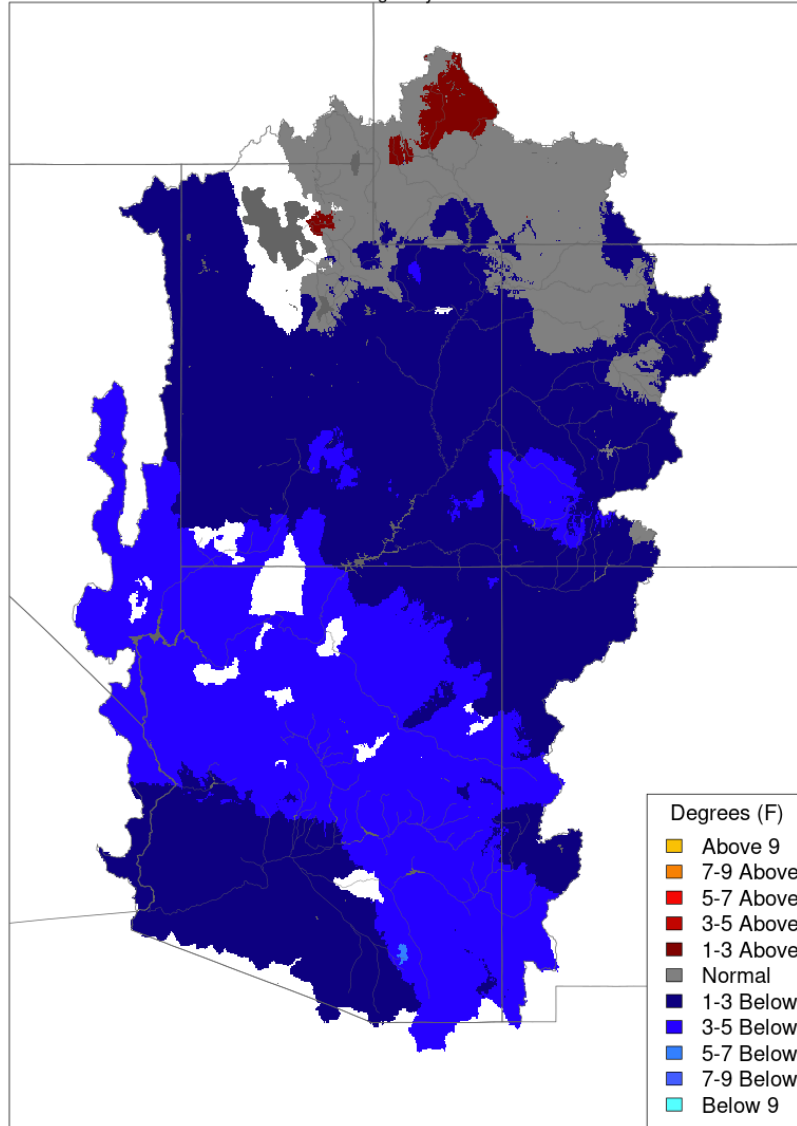 Degrees (F)
Above 9
7-9 Above
5-7 Above
3-5 Above
1-3 Above
Normal
1-3 Below
3-5 Below
5-7 Below
7-9 Below
Below 9